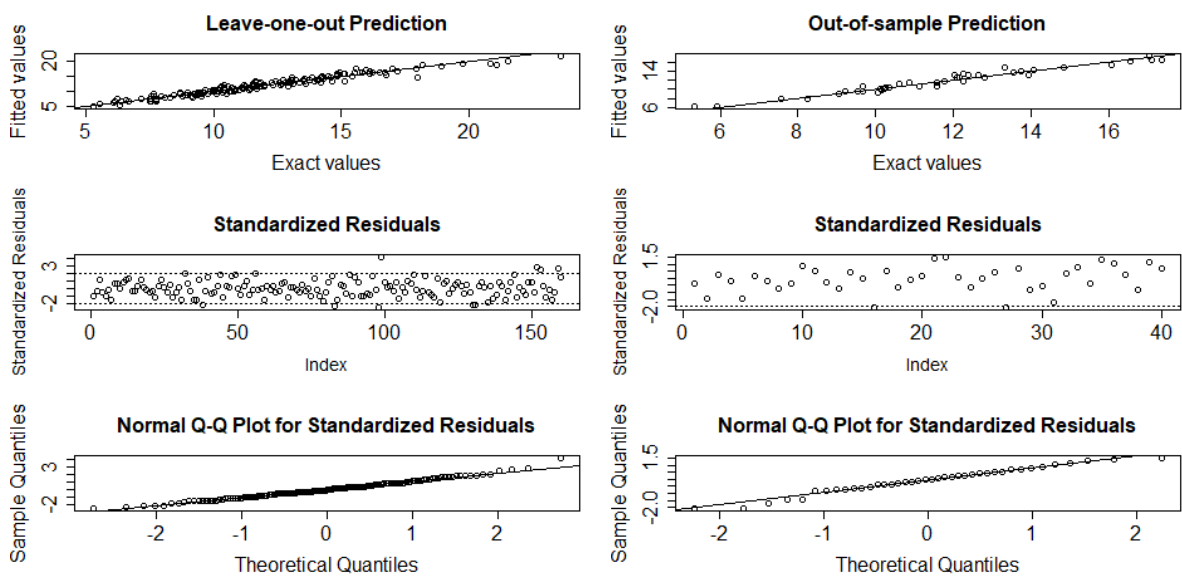 Leave-one-out Prediction
Fitted values
20
5
5 10 15 20
Exact values
Out-of-sample Prediction
Fitted values
14
6
6 8 10 12 14 16
Exact values
Standardized Residuals
Standardized Residuals
3
-2
0 50 100 150
Index
Standardized Residuals
Standardized Residuals
1.5
-2.0
0 10 20 30 40
Index
Normal Q-Q Plot for Standardized Residuals
Sample Quantiles
3
-2
-2 -1 0 1 2
Theoretical Quantiles
Normal Q-Q Plot for Standardized Residuals
Sample Quantiles
1.5
-2.0
-2 -1 0 1 2
Theoretical Quantiles